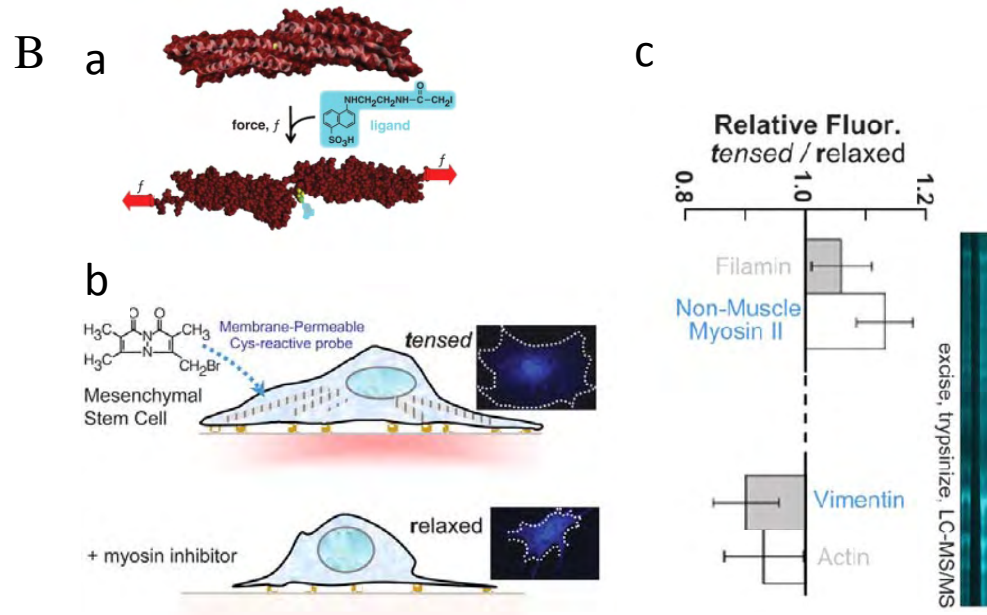 B
a
force, f
NHCH₂CH₂NH—C—CH₂I
O
SO₃H
ligand
f
f
b
H₃C
O
O
CH₃
H₃C
N
N
CH₂Br
Membrane-Permeable
Cys-reactive probe
tensed
Mesenchymal
Stem Cell
relaxed
+ myosin inhibitor
c
Relative Fluor.
tensed / relaxed
0.8
1.0
1.2
Filamin
Non-Muscle
Myosin II
Vimentin
Actin
excise, trypsinize, LC-MS/MS